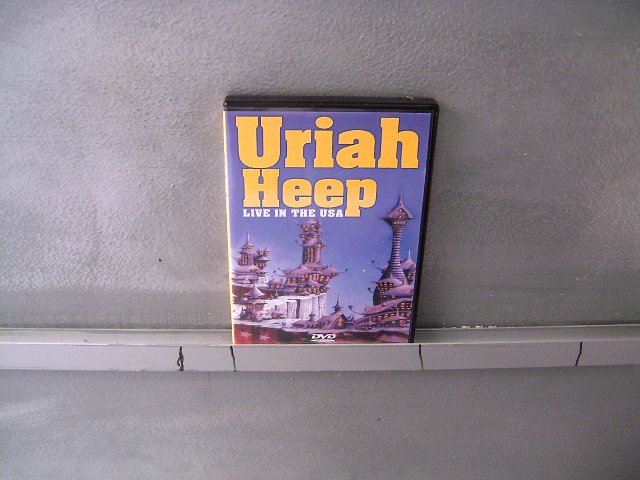 Uriah
Heep
LIVE IN THE USA
DVD